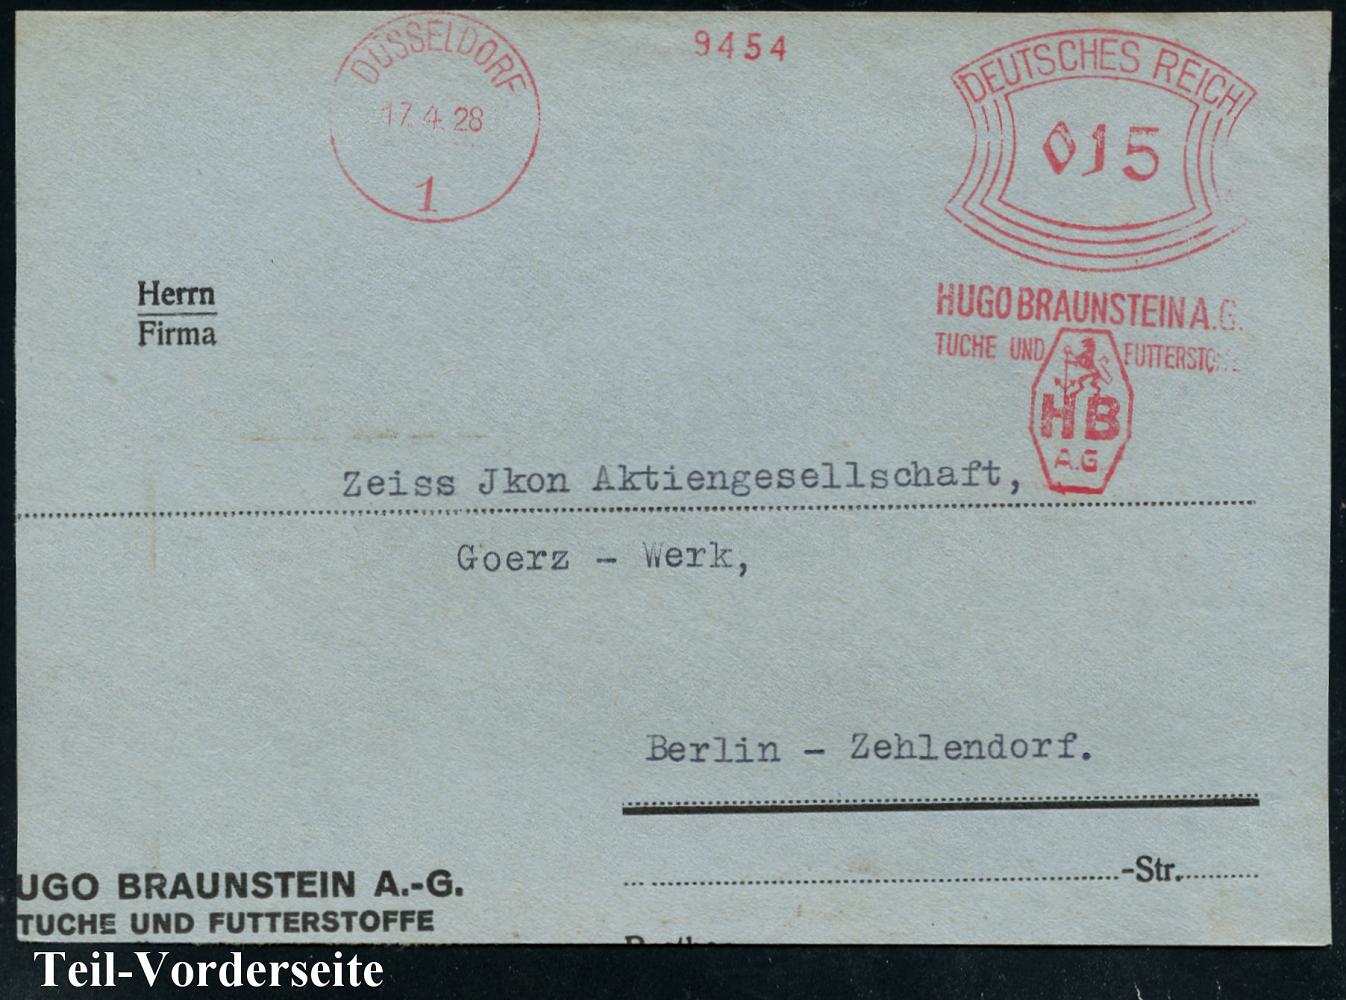 DÜSSELDORF
17.4.28
1
9454
DEUTSCHES REICH
015
HUGO BRAUNSTEIN A.G.
TUCHE UND FUTTERSTOFFE
HB
A.G.
Herrn
Firma
Zeiss Jkon Aktiengesellschaft,
Goerz - Werk,
Berlin - Zehlendorf.
-Str.
UGO BRAUNSTEIN A.-G.
TUCHE UND FUTTERSTOFFE
Teil-Vorderseite